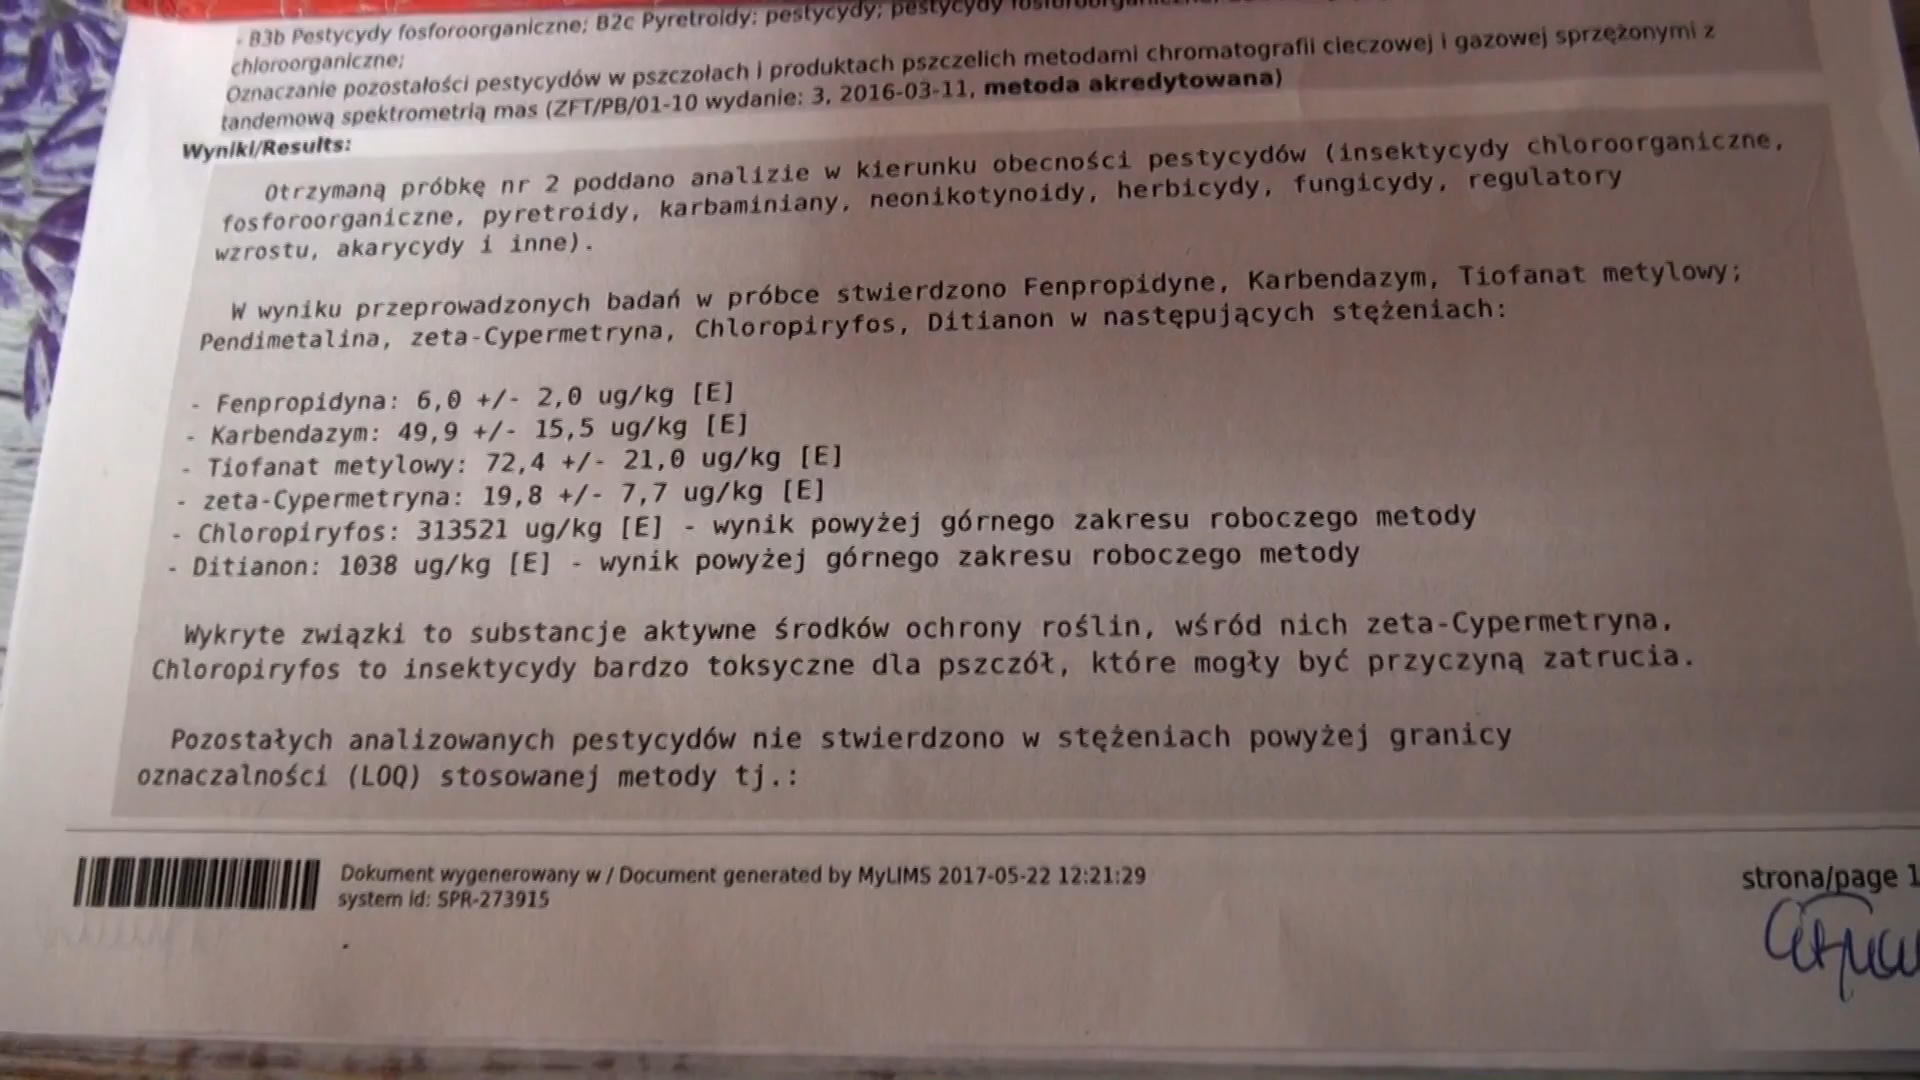 - B3b Pestycydy fosforoorganiczne; B2c Pyretroidy; pestycydy; pestycydy
chloroorganiczne;
Oznaczanie pozostałości pestycydów w pszczołach i produktach pszczelich metodami chromatografii cieczowej i gazowej sprzężonymi z
tandemową spektrometrią mas (ZFT/PB/01-10 wydanie: 3, 2016-03-11, metoda akredytowana)
Wyniki/Results:
Otrzymaną próbkę nr 2 poddano analizie w kierunku obecności pestycydów (insektycydy chloroorganiczne,
fosforoorganiczne, pyretroidy, karbaminiany, neonikotynoidy, herbicydy, fungicydy, regulatory
wzrostu, akarycydy i inne).
W wyniku przeprowadzonych badań w próbce stwierdzono Fenpropidyne, Karbendazym, Tiofanat metylowy;
Pendimetalina, zeta-Cypermetryna, Chloropiryfos, Ditianon w następujących stężeniach:
- Fenpropidyna: 6,0 +/- 2,0 ug/kg [E]
- Karbendazym: 49,9 +/- 15,5 ug/kg [E]
- Tiofanat metylowy: 72,4 +/- 21,0 ug/kg [E]
- zeta-Cypermetryna: 19,8 +/- 7,7 ug/kg [E]
- Chloropiryfos: 313521 ug/kg [E] - wynik powyżej górnego zakresu roboczego metody
- Ditianon: 1038 ug/kg [E] - wynik powyżej górnego zakresu roboczego metody
Wykryte związki to substancje aktywne środków ochrony roślin, wśród nich zeta-Cypermetryna,
Chloropiryfos to insektycydy bardzo toksyczne dla pszczół, które mogły być przyczyną zatrucia.
Pozostałych analizowanych pestycydów nie stwierdzono w stężeniach powyżej granicy
oznaczalności (LOQ) stosowanej metody tj.:
Dokument wygenerowany w / Document generated by MyLIMS 2017-05-22 12:21:29
system id: SPR-273915
strona/page 1